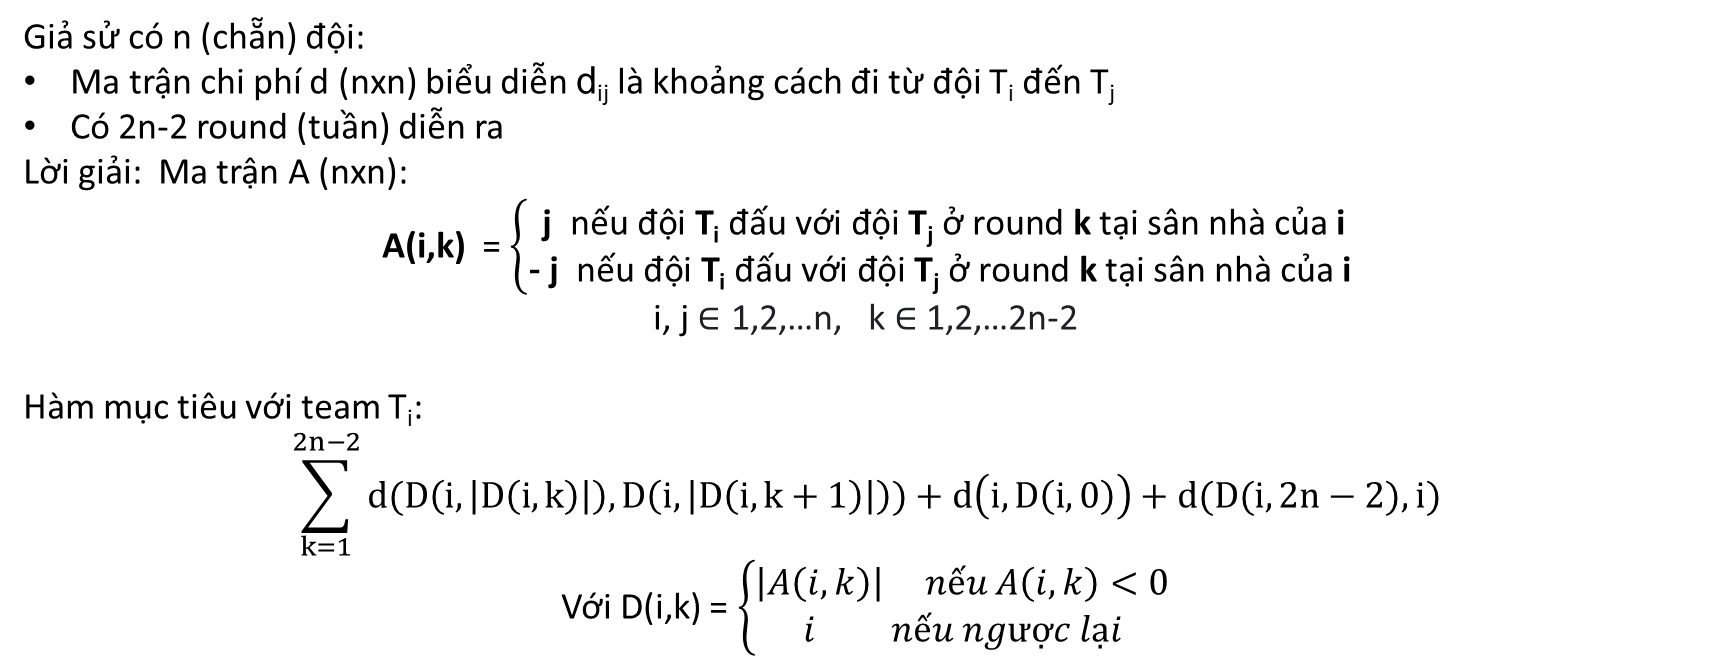 Giả sử có n (chẵn) đội:
• Ma trận chi phí d (nxn) biểu diễn dij là khoảng cách đi từ đội Ti đến Tj
• Có 2n-2 round (tuần) diễn ra
Lời giải: Ma trận A (nxn):
A(i,k) = { j nếu đội Ti đấu với đội Tj ở round k tại sân nhà của i
- j nếu đội Ti đấu với đội Tj ở round k tại sân nhà của i
i, j ∈ 1,2,…n, k ∈ 1,2,…2n-2
Hàm mục tiêu với team Ti:
2n−2
∑ d(D(i,|D(i,k)|),D(i,|D(i,k + 1)|)) + d(i,D(i,0)) + d(D(i,2n − 2),i)
k=1
Với D(i,k) = { |A(i,k)| nếu A(i,k) < 0
i nếu ngược lại